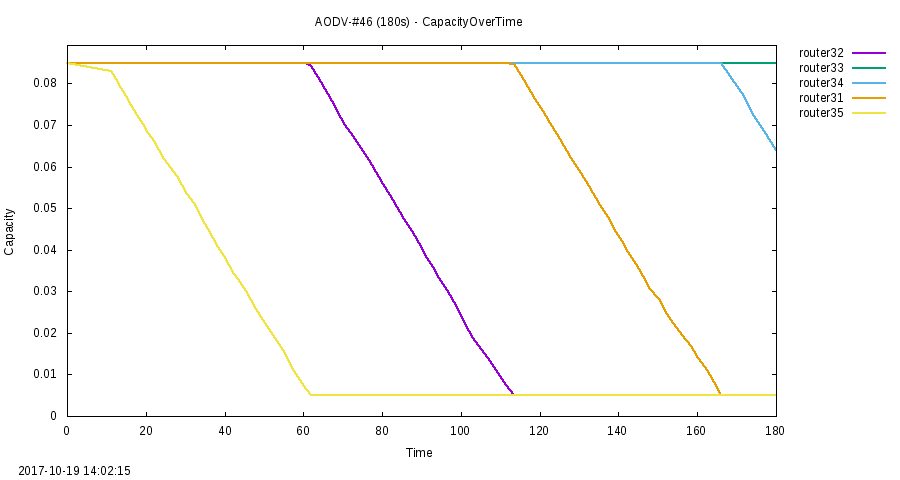 AODV-#46 (180s) - CapacityOverTime
router32
router33
router34
router31
router35
0.08
0.07
0.06
0.05
0.04
0.03
0.02
0.01
0
Capacity
0 20 40 60 80 100 120 140 160 180
Time
2017-10-19 14:02:15